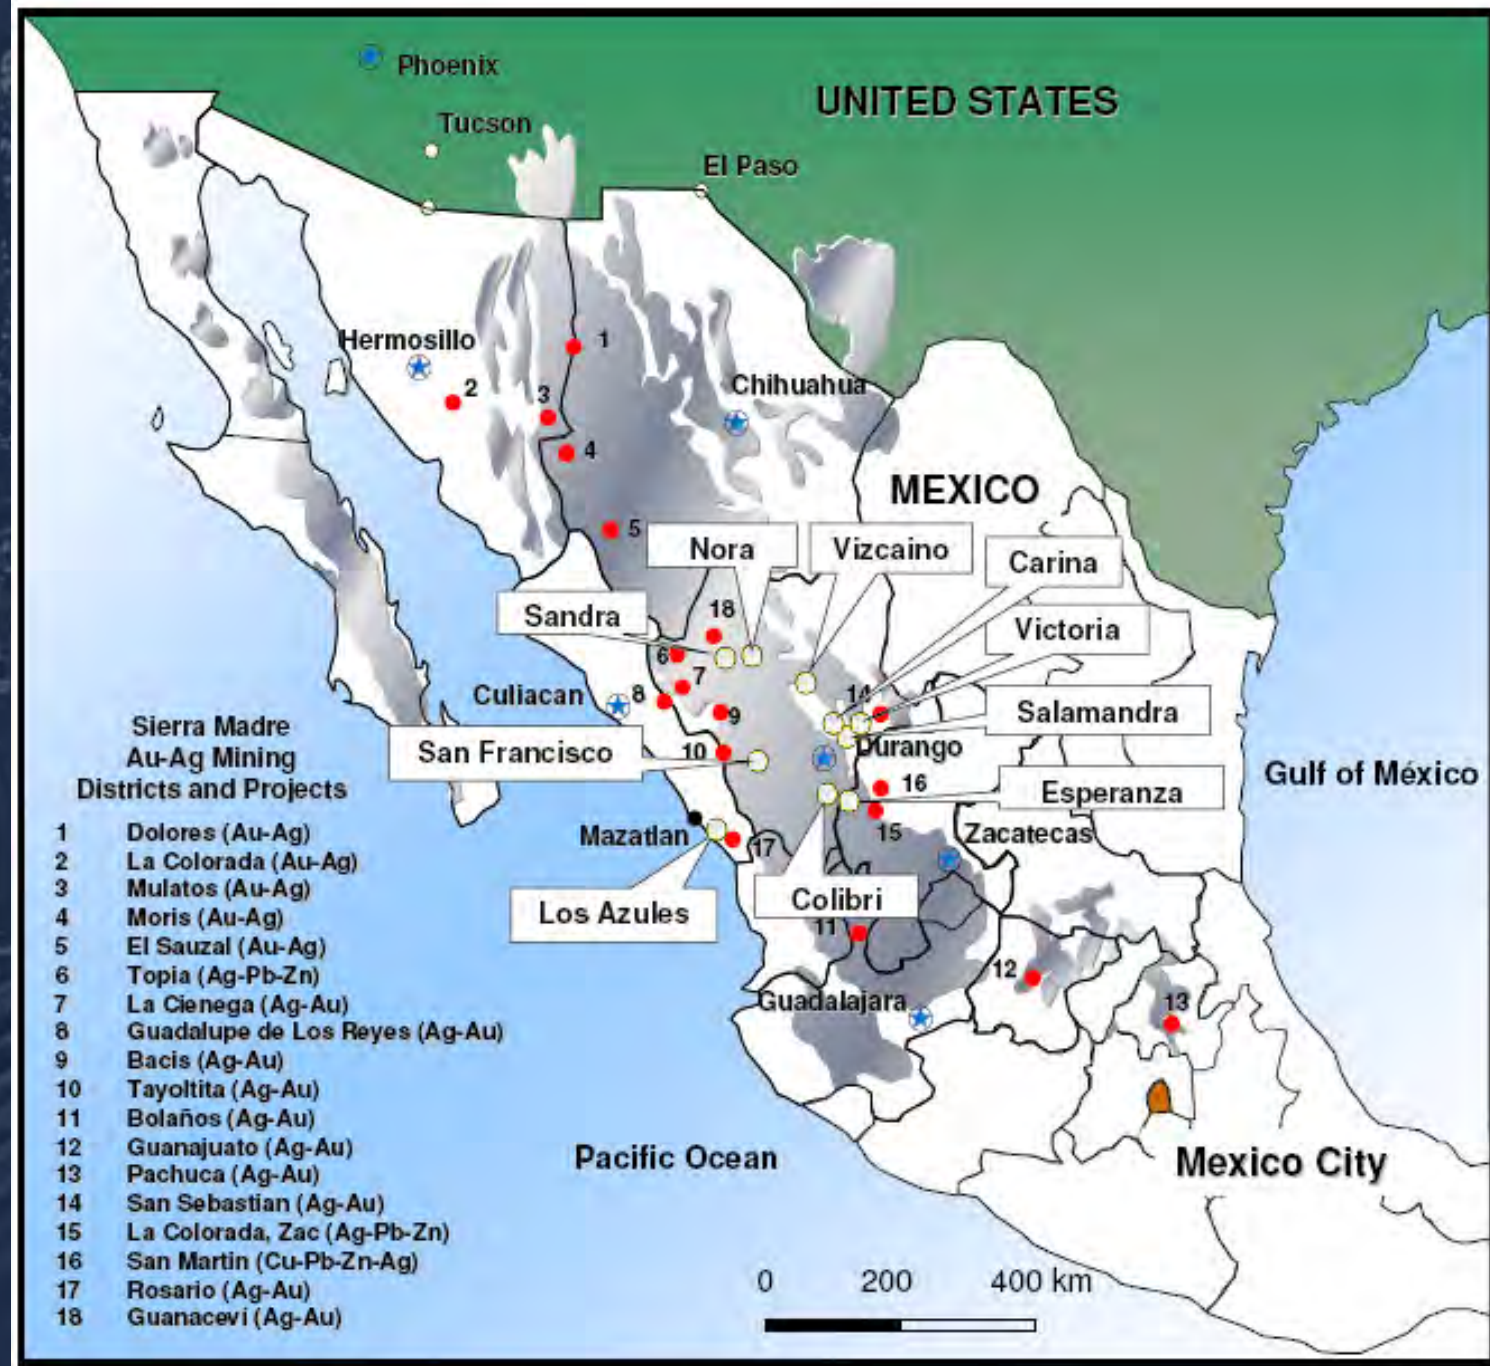 Phoenix
UNITED STATES
Tucson
El Paso
Hermosillo
1
2
3
Chihuahua
4
MEXICO
5
Nora
Vizcaino
Carina
Sandra
18
Victoria
6
7
Culiacan
8
14
9
Salamandra
Sierra Madre
Au-Ag Mining
Districts and Projects
San Francisco
10
Durango
Gulf of México
16
Esperanza
15
Mazatlan
17
Zacatecas
Los Azules
Colibri
11
12
13
Guadalajara
Pacific Ocean
Mexico City
1 Dolores (Au-Ag)
2 La Colorada (Au-Ag)
3 Mulatos (Au-Ag)
4 Moris (Au-Ag)
5 El Sauzal (Au-Ag)
6 Topia (Ag-Pb-Zn)
7 La Cienega (Ag-Au)
8 Guadalupe de Los Reyes (Ag-Au)
9 Bacis (Ag-Au)
10 Tayoltita (Ag-Au)
11 Bolaños (Ag-Au)
12 Guanajuato (Ag-Au)
13 Pachuca (Ag-Au)
14 San Sebastian (Ag-Au)
15 La Colorada, Zac (Ag-Pb-Zn)
16 San Martin (Cu-Pb-Zn-Ag)
17 Rosario (Ag-Au)
18 Guanacevi (Ag-Au)
0 200 400 km